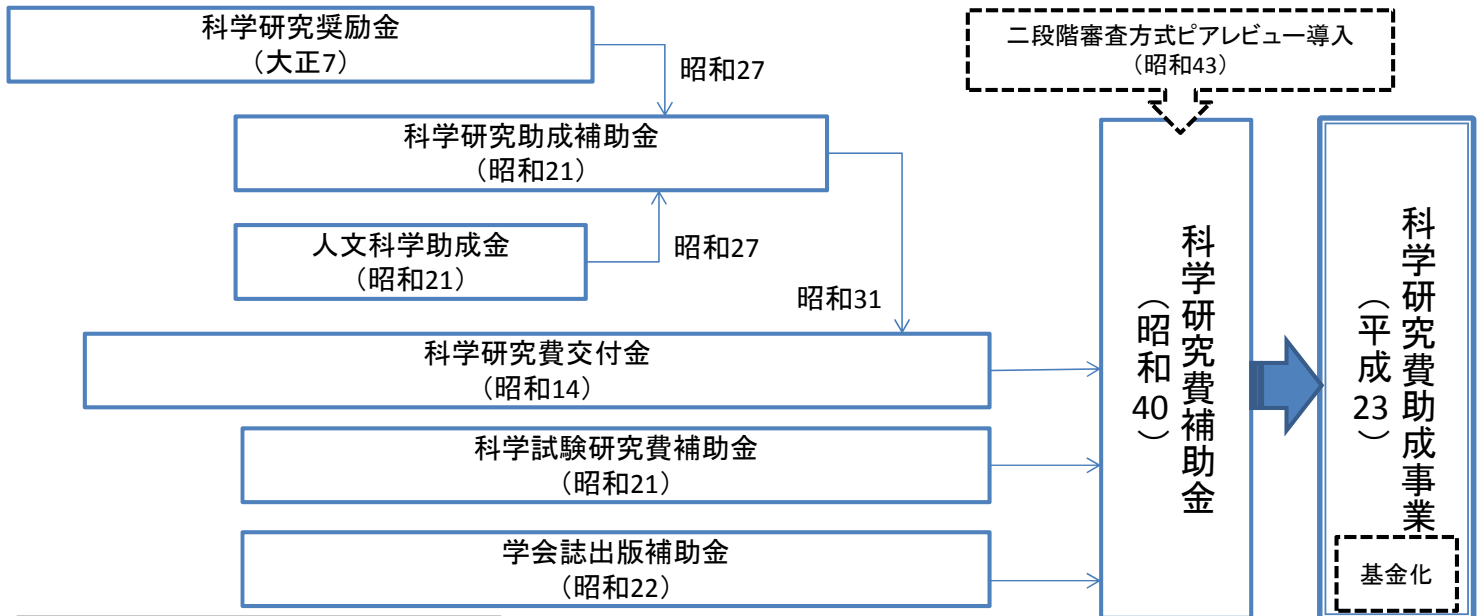 科学研究奨励金
（大正7）
昭和27
二段階審査方式ピアレビュー導入
（昭和43）
科学研究助成補助金
（昭和21）
人文科学助成金
（昭和21）
昭和27
昭和31
科学研究費交付金
（昭和14）
科学試験研究費補助金
（昭和21）
学会誌出版補助金
（昭和22）
科学研究費補助金
（昭和40）
科学研究費助成事業
（平成23）
基金化